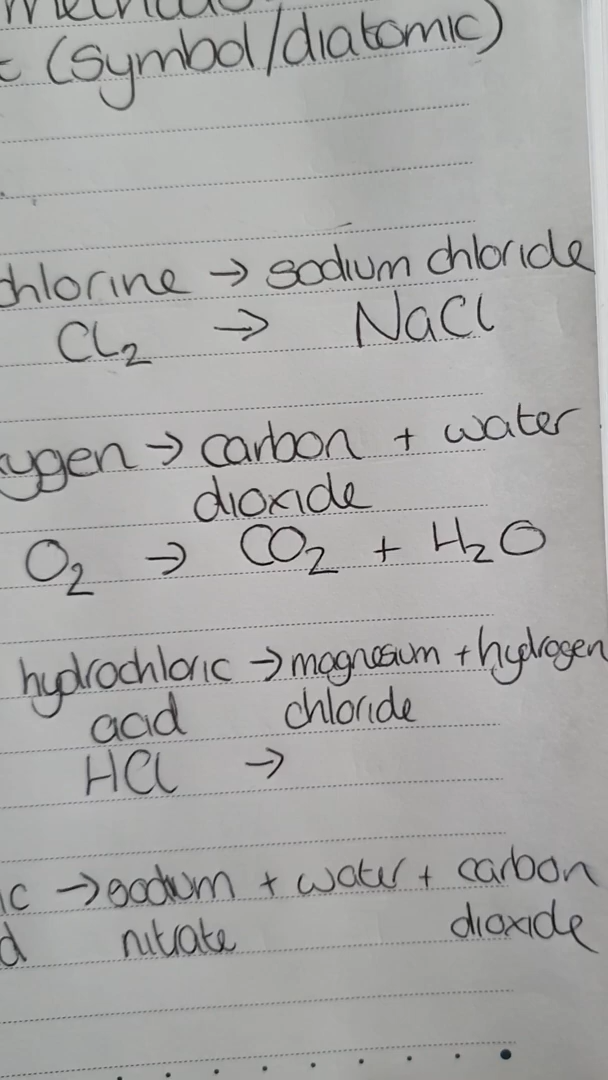 (symbol/diatomic)
chlorine → sodium chloride
Cl₂ → NaCl
ygen → carbon + water
dioxide
O₂ → CO₂ + H₂O
hydrochloric → magnesium + hydrogen
acid chloride
HCl →
ic → sodium + water + carbon
d nitrate dioxide